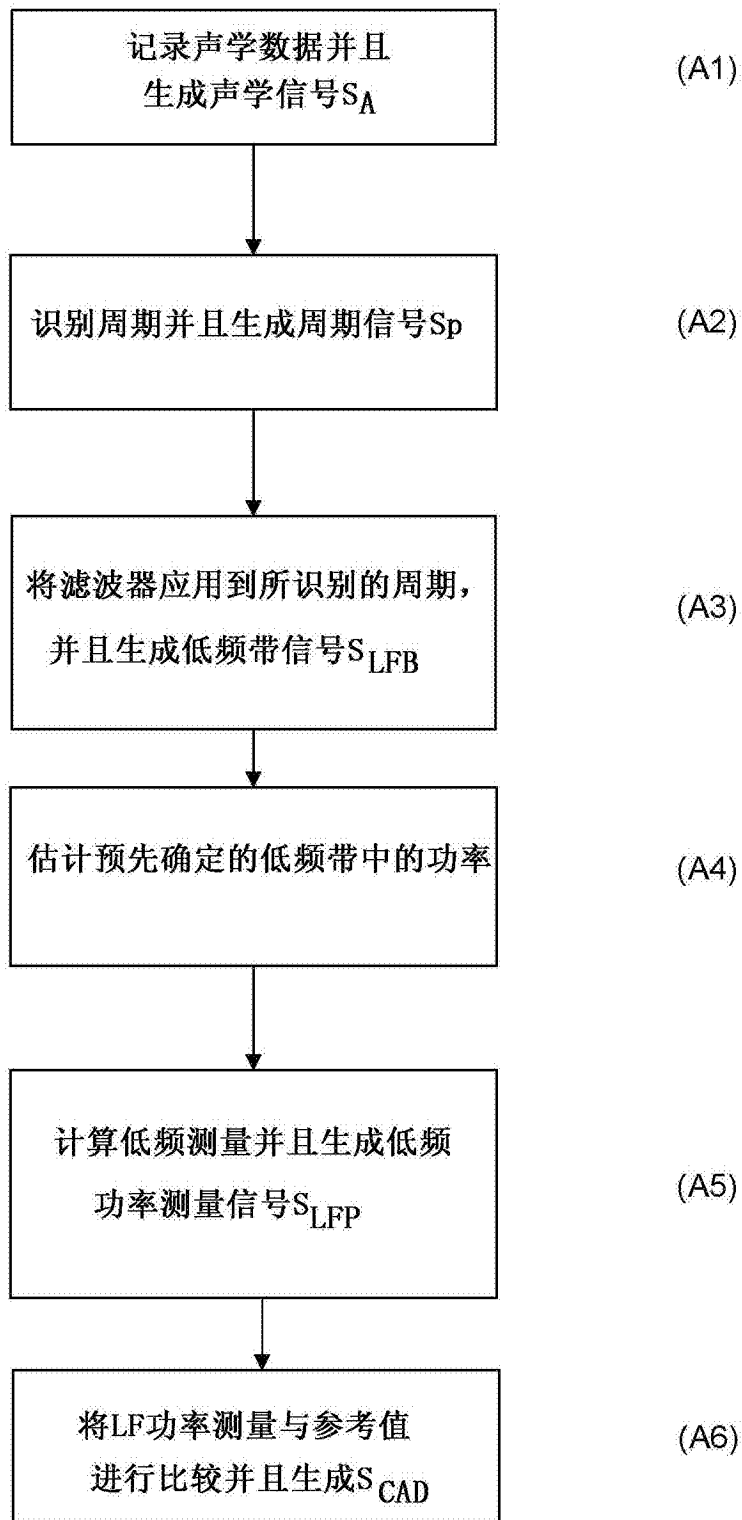 记录声学数据并且
生成声学信号S_A
(A1)
识别周期并且生成周期信号Sp
(A2)
将滤波器应用到所识别的周期，
并且生成低频带信号S_LFB
(A3)
估计预先确定的低频带中的功率
(A4)
计算低频测量并且生成低频
功率测量信号S_LFP
(A5)
将LF功率测量与参考值
进行比较并且生成S_CAD
(A6)